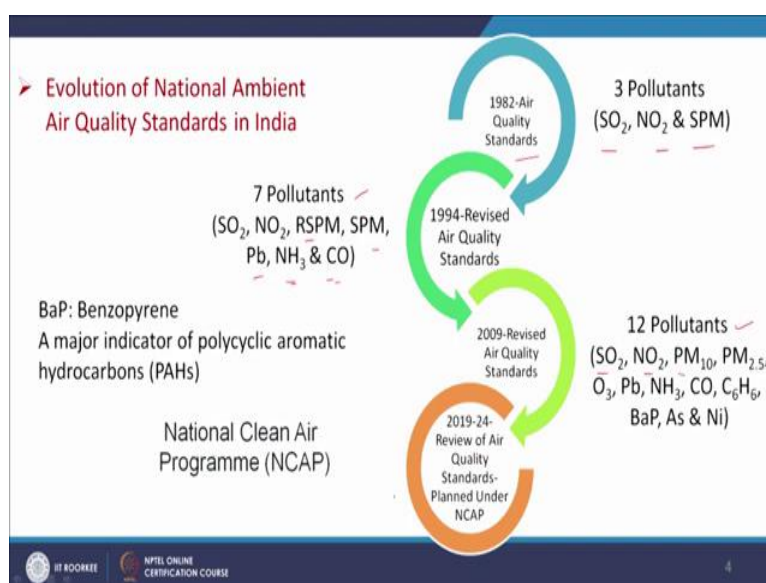 ➢ Evolution of National Ambient
Air Quality Standards in India
1982-Air
Quality
Standards
3 Pollutants
(SO₂, NO₂ & SPM)
7 Pollutants
(SO₂, NO₂, RSPM, SPM,
Pb, NH₃ & CO)
1994-Revised
Air Quality
Standards
BaP: Benzopyrene
A major indicator of polycyclic aromatic
hydrocarbons (PAHs)
2009-Revised
Air Quality
Standards
12 Pollutants
(SO₂, NO₂, PM₁₀, PM₂.₅,
O₃, Pb, NH₃, CO, C₆H₆,
BaP, As & Ni)
National Clean Air
Programme (NCAP)
2019-24-
Review of Air
Quality
Standards-
Planned Under
NCAP
IIT ROORKEE
NPTEL ONLINE
CERTIFICATION COURSE
4